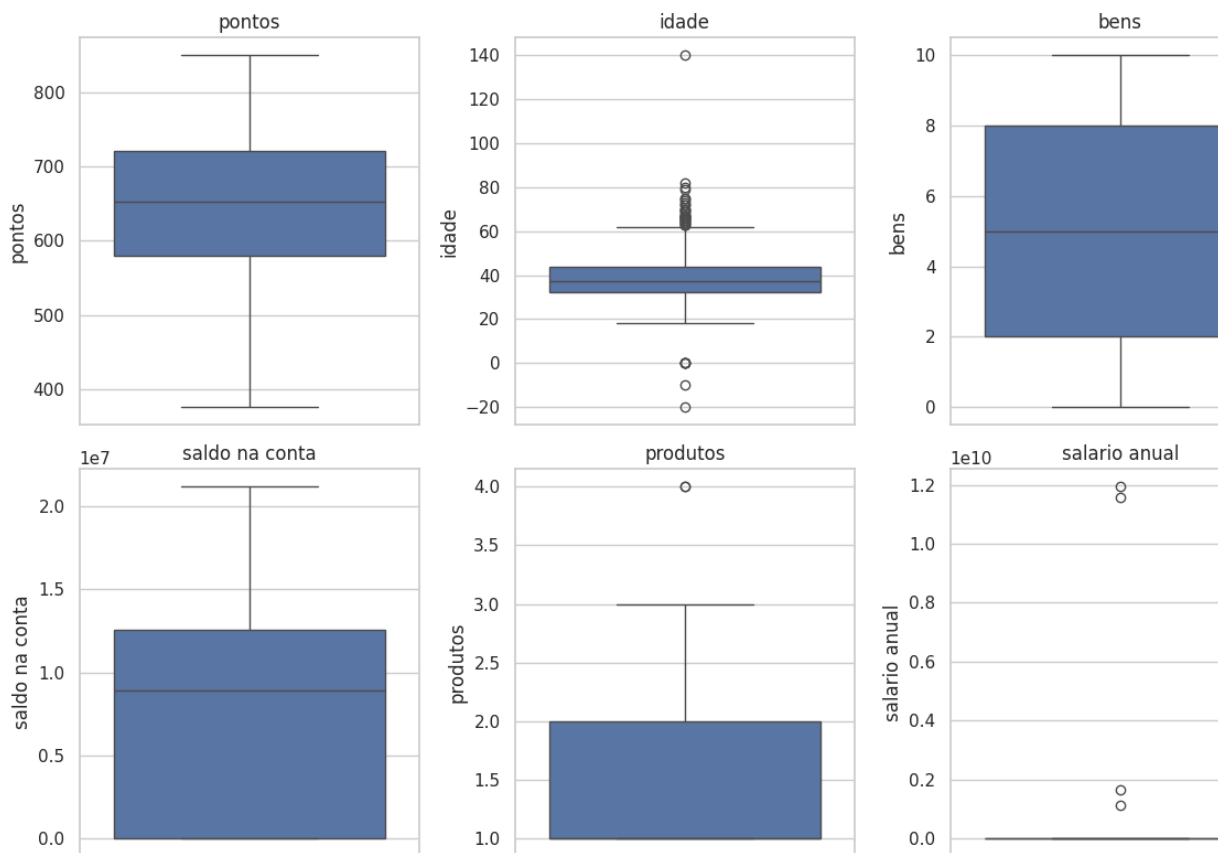 pontos
pontos
800
700
600
500
400
idade
idade
140
120
100
80
60
40
20
0
−20
bens
bens
10
8
6
4
2
0
saldo na conta
1e7
saldo na conta
2.0
1.5
1.0
0.5
0.0
produtos
produtos
4.0
3.5
3.0
2.5
2.0
1.5
1.0
salario anual
1e10
salario anual
1.2
1.0
0.8
0.6
0.4
0.2
0.0